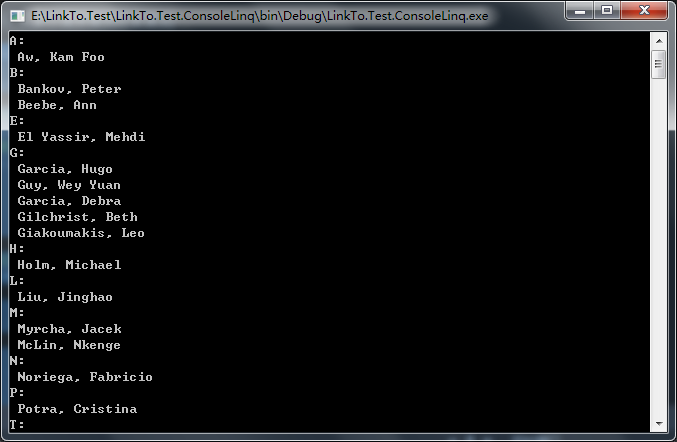 E:\LinkTo.Test\LinkTo.Test.ConsoleLinq\bin\Debug\LinkTo.Test.ConsoleLinq.exe
A:
 Aw, Kam Foo
B:
 Bankov, Peter
 Beebe, Ann
E:
 El Yassir, Mehdi
G:
 Garcia, Hugo
 Guy, Wey Yuan
 Garcia, Debra
 Gilchrist, Beth
 Giakoumakis, Leo
H:
 Holm, Michael
L:
 Liu, Jinghao
M:
 Myrcha, Jacek
 McLin, Nkenge
N:
 Noriega, Fabricio
P:
 Potra, Cristina
T: